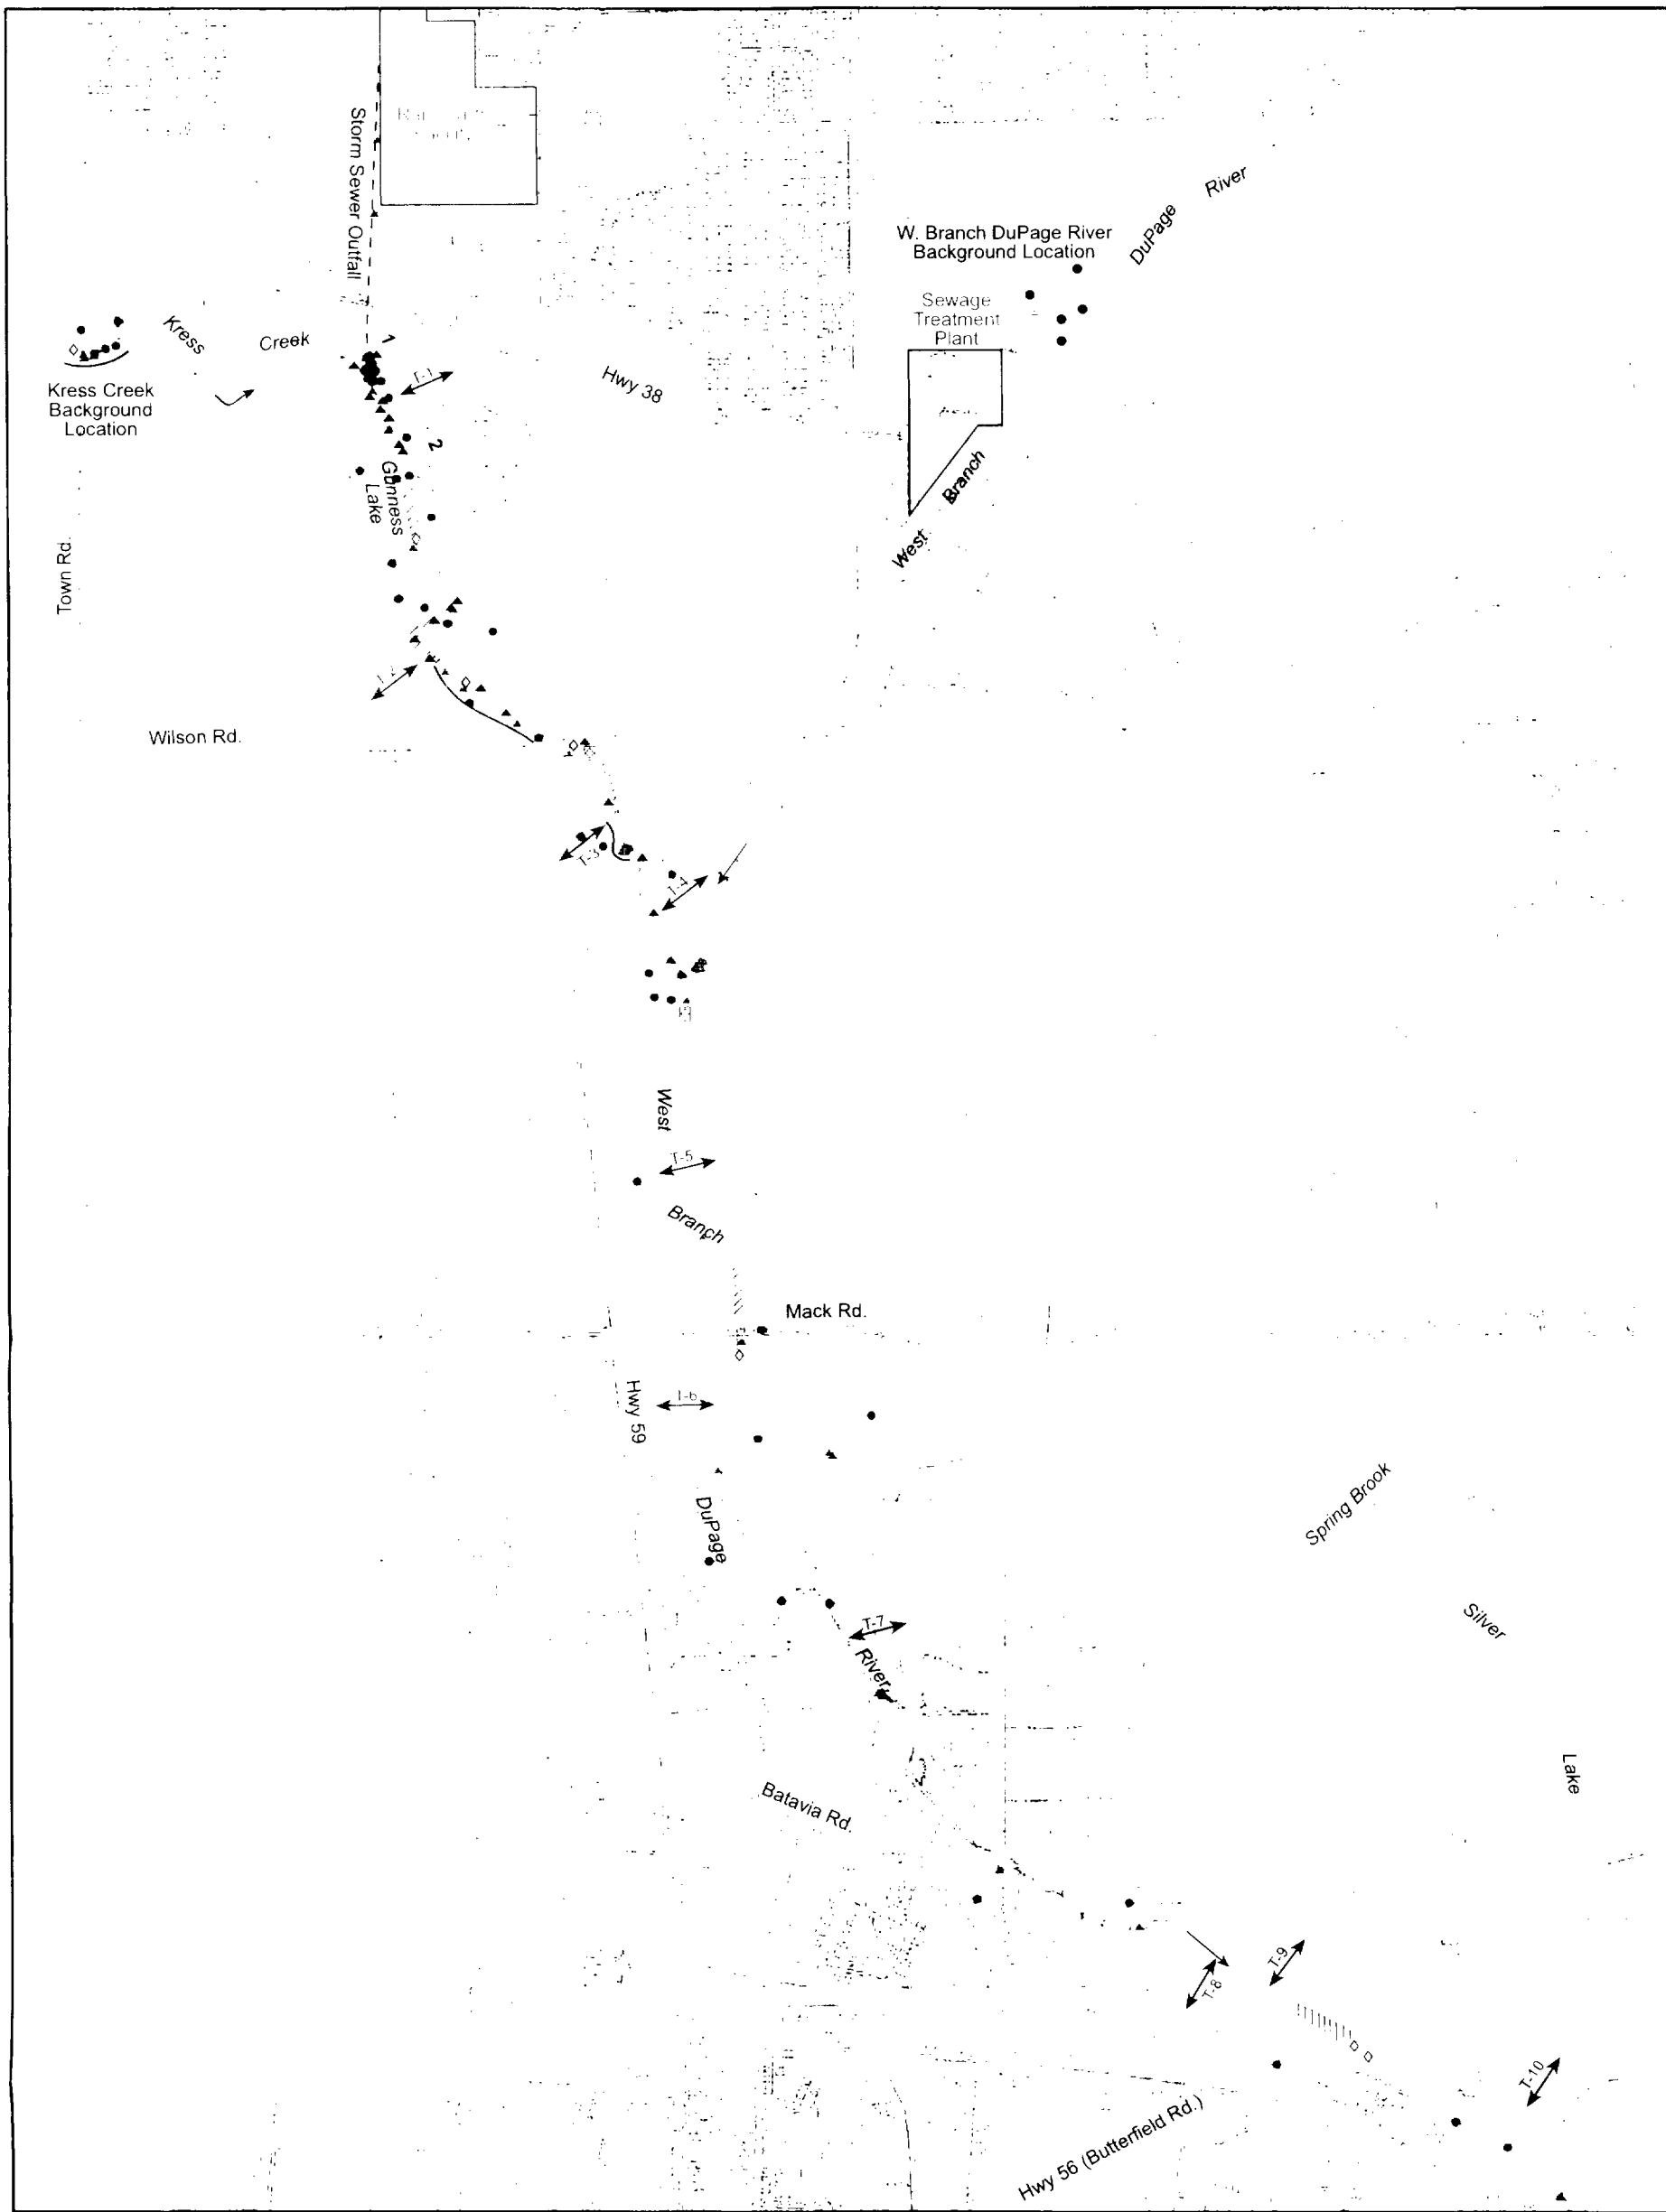 Storm Sewer Outfall
River
DuPage
W. Branch DuPage River
Background Location
Sewage
Treatment
Plant
Kress
Creek
1
T-1
Hwy 38
Kress Creek
Background
Location
2
Gunness
Lake
Branch
West
Town Rd.
Wilson Rd.
T-3
T-4
West
T-5
Branch
Mack Rd.
Hwy 59
T-6
DuPage
Spring Brook
Silver
T-7
River
Lake
Batavia Rd.
T-9
T-8
T-10
Hwy 56 (Butterfield Rd.)